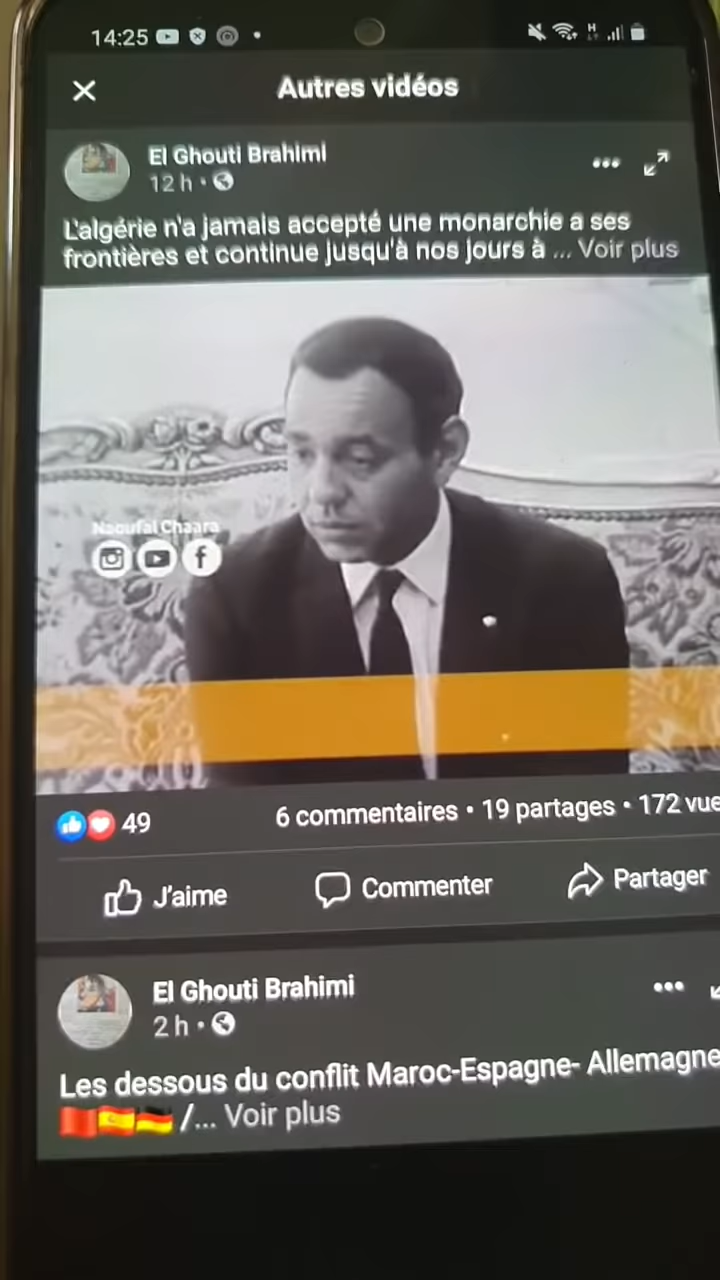 14:25
Autres vidéos
El Ghouti Brahimi
12 h
L'algérie n'a jamais accepté une monarchie a ses
frontières et continue jusqu'à nos jours à ... Voir plus
Naoufal Chaara
49
6 commentaires • 19 partages • 172 vue
J'aime
Commenter
Partager
El Ghouti Brahimi
2 h
Les dessous du conflit Maroc-Espagne- Allemagne
/... Voir plus